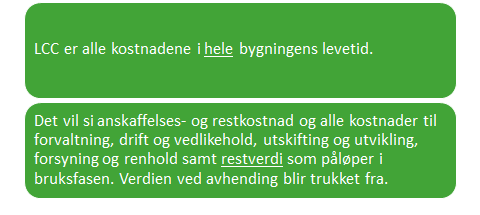 LCC er alle kostnadene i hele bygningens levetid.
Det vil si anskaffelses- og restkostnad og alle kostnader til
forvaltning, drift og vedlikehold, utskifting og utvikling,
forsyning og renhold samt restverdi som påløper i
bruksfasen. Verdien ved avhending blir trukket fra.